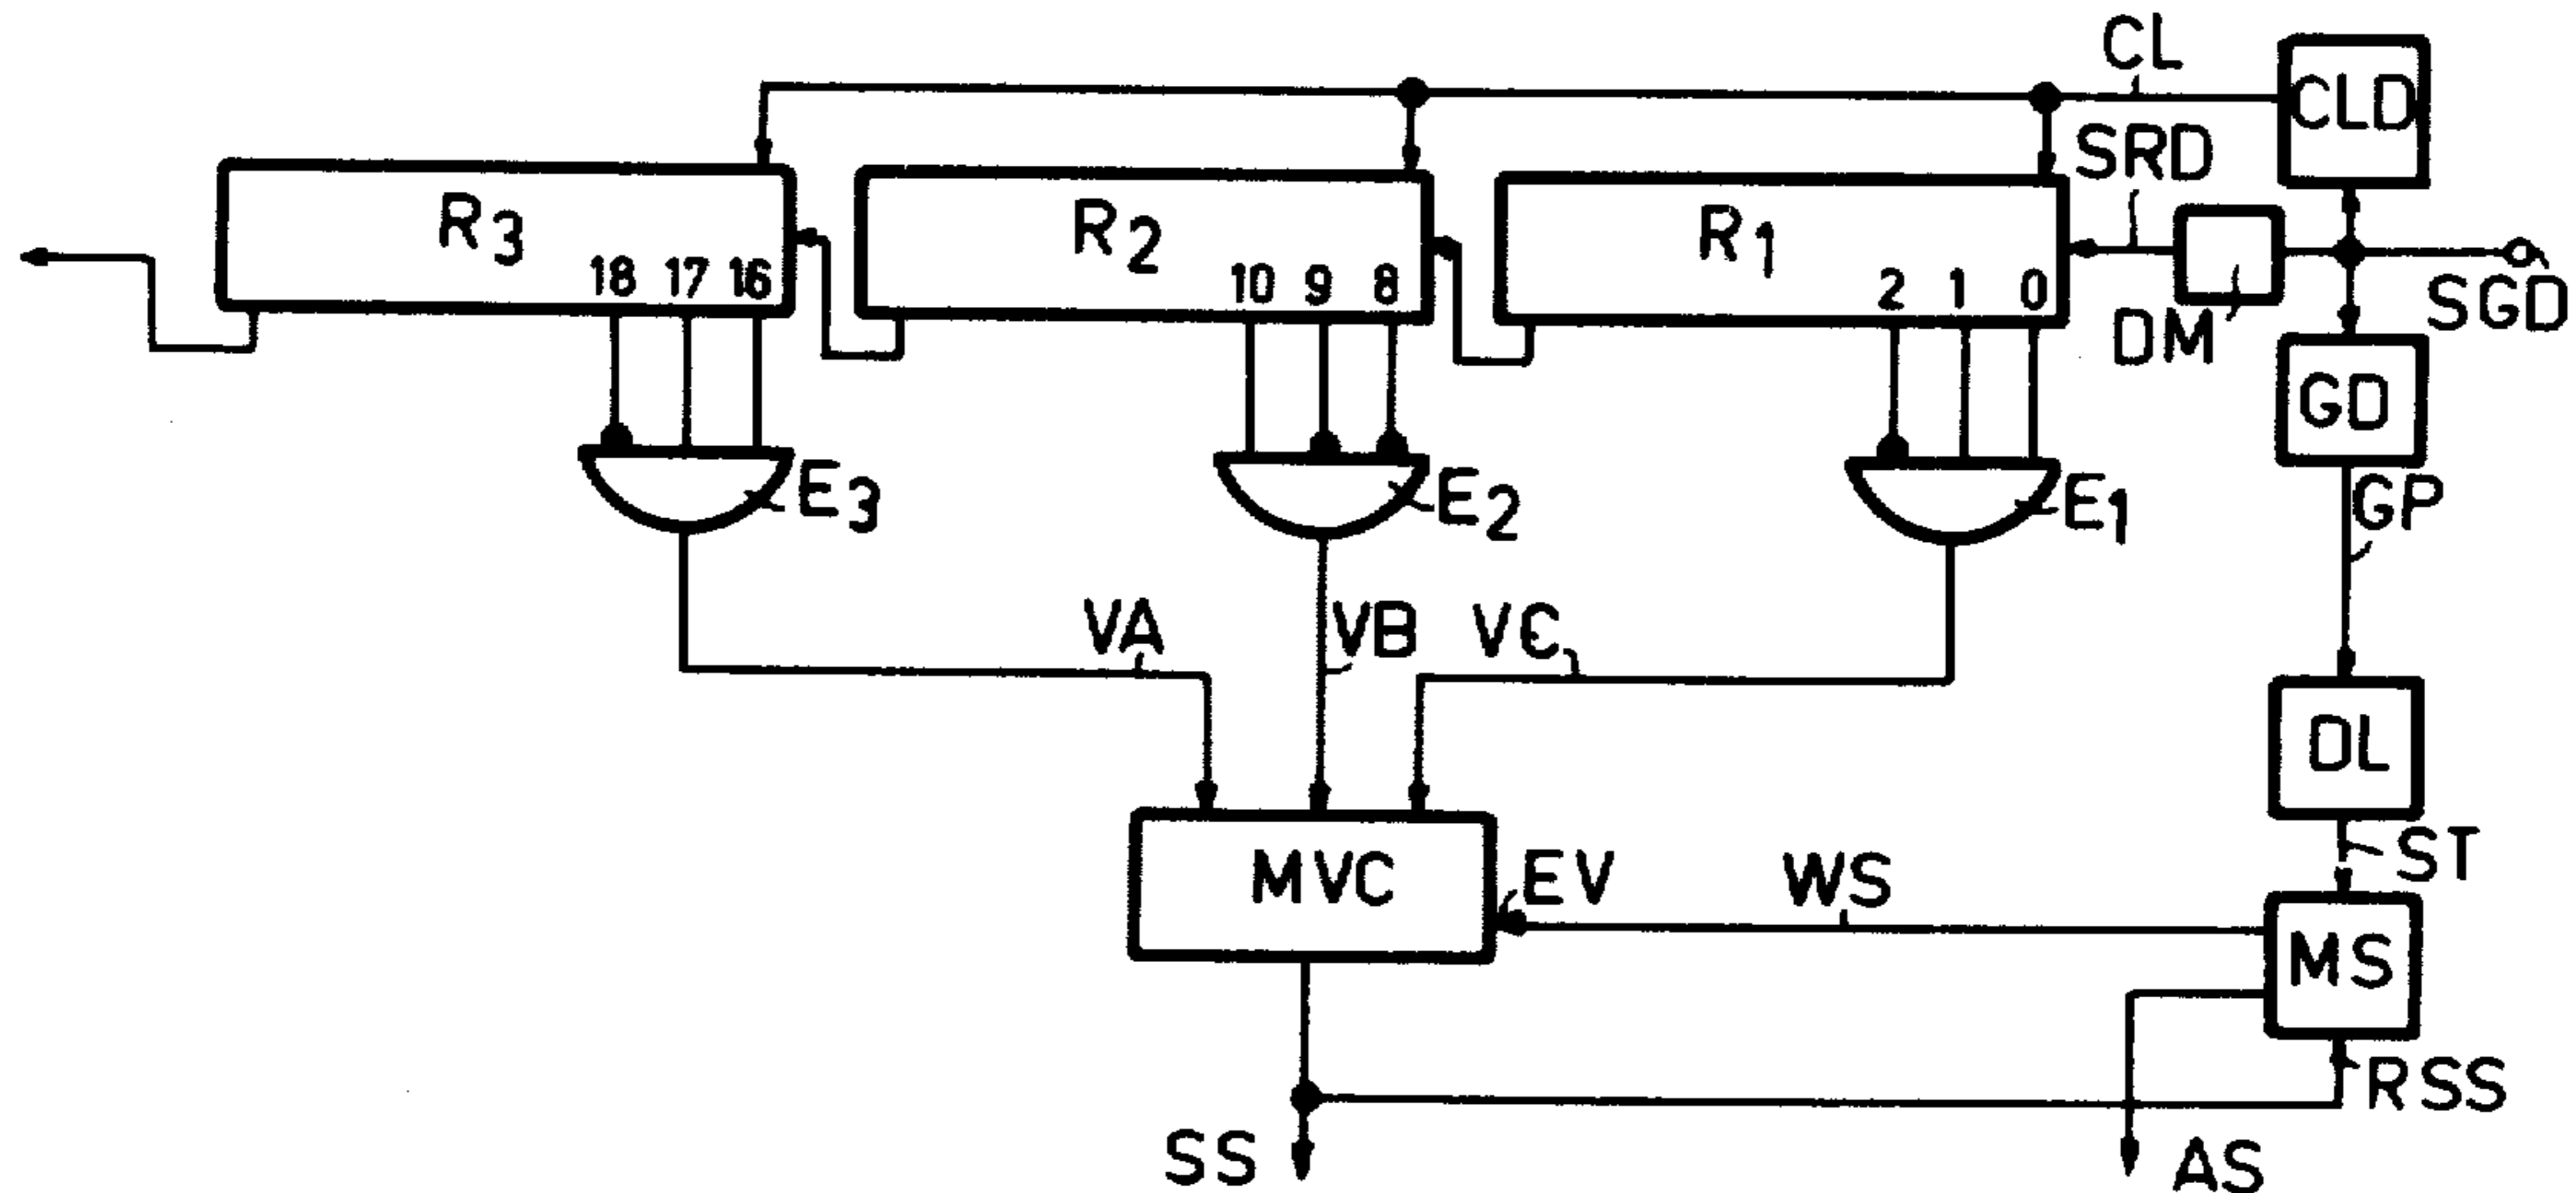 CL
CLD
SRD
R3
R2
R1
18 17 16
10 9 8
2 1 0
DM
SGD
GD
E3
E2
E1
GP
VA
VB
VC
DL
MVC
EV
WS
ST
MS
RSS
SS
AS